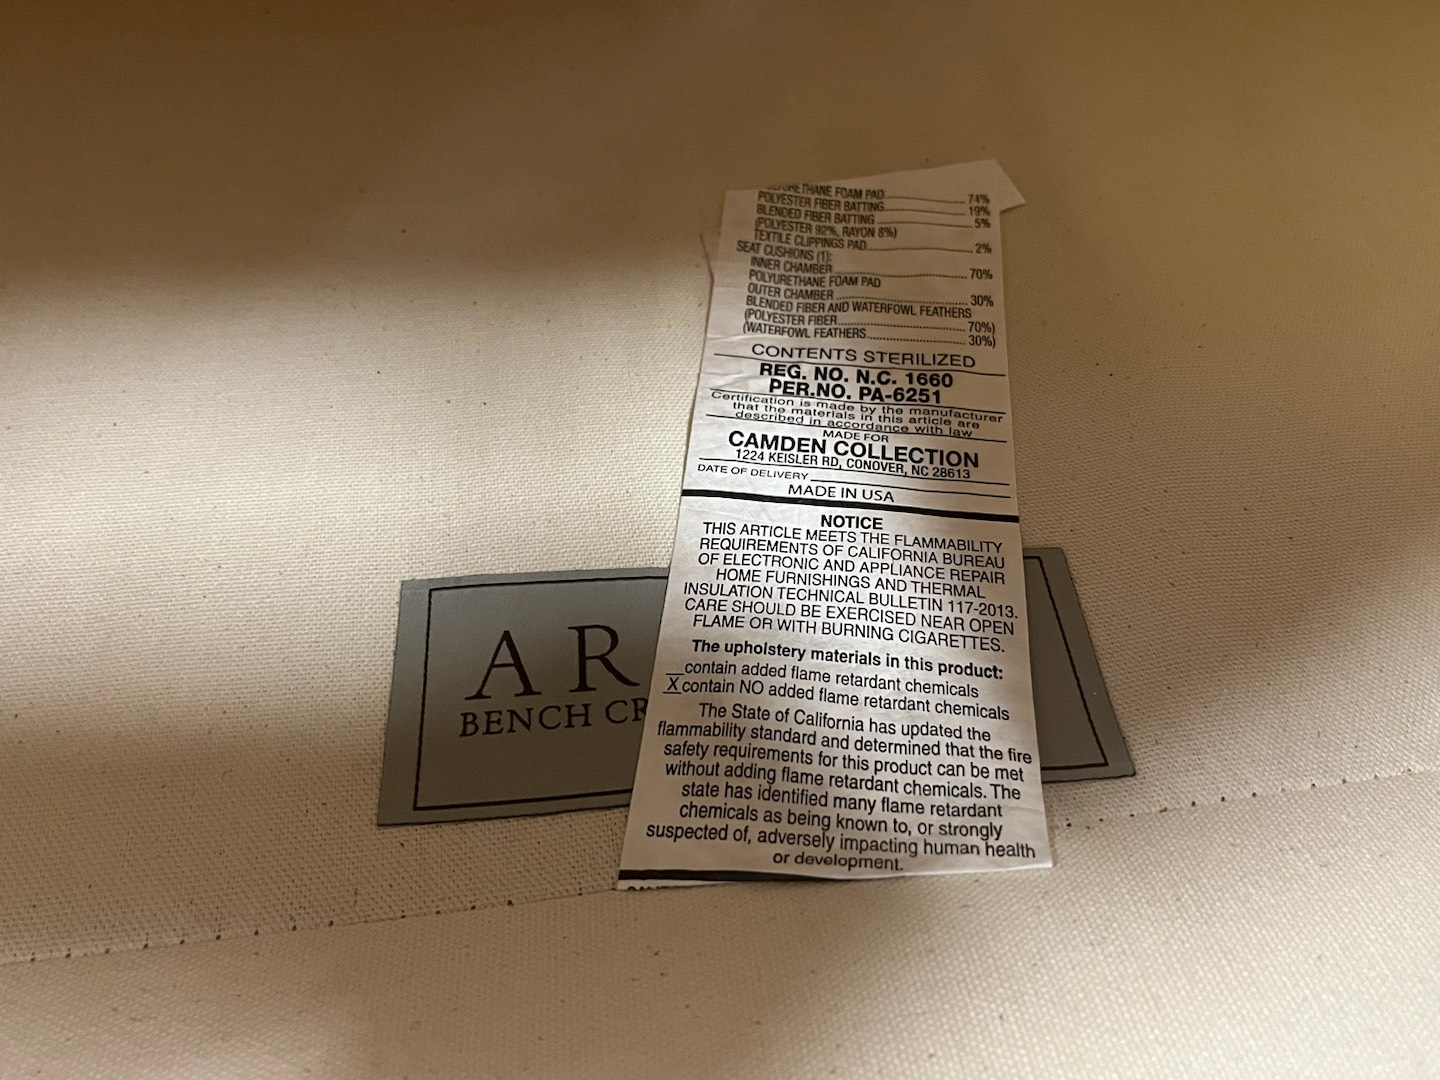 URETHANE FOAM PAD 74%
POLYESTER FIBER BATTING 19%
BLENDED FIBER BATTING 5%
(POLYESTER 92%, RAYON 8%)
TEXTILE CLIPPINGS PAD 2%
SEAT CUSHIONS (1):
INNER CHAMBER 70%
POLYURETHANE FOAM PAD
OUTER CHAMBER 30%
BLENDED FIBER AND WATERFOWL FEATHERS
(POLYESTER FIBER 70%)
(WATERFOWL FEATHERS 30%)
CONTENTS STERILIZED
REG. NO. N.C. 1660
PER.NO. PA-6251
Certification is made by the manufacturer
that the materials in this article are
described in accordance with law
MADE FOR
CAMDEN COLLECTION
1224 KEISLER RD, CONOVER, NC 28613
DATE OF DELIVERY
MADE IN USA
NOTICE
THIS ARTICLE MEETS THE FLAMMABILITY
REQUIREMENTS OF CALIFORNIA BUREAU
OF ELECTRONIC AND APPLIANCE REPAIR
HOME FURNISHINGS AND THERMAL
INSULATION TECHNICAL BULLETIN 117-2013.
CARE SHOULD BE EXERCISED NEAR OPEN
FLAME OR WITH BURNING CIGARETTES.
The upholstery materials in this product:
__contain added flame retardant chemicals
X contain NO added flame retardant chemicals
The State of California has updated the
flammability standard and determined that the fire
safety requirements for this product can be met
without adding flame retardant chemicals. The
state has identified many flame retardant
chemicals as being known to, or strongly
suspected of, adversely impacting human health
or development.
A R
BENCH CR